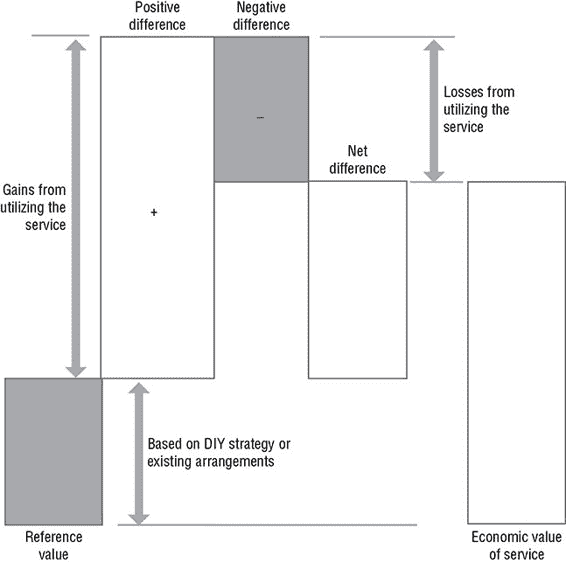 Positive
difference
Negative
difference
Losses from
utilizing the
service
–
Net
difference
Gains from
utilizing the
service
+
Based on DIY strategy or
existing arrangements
Reference
value
Economic value
of service